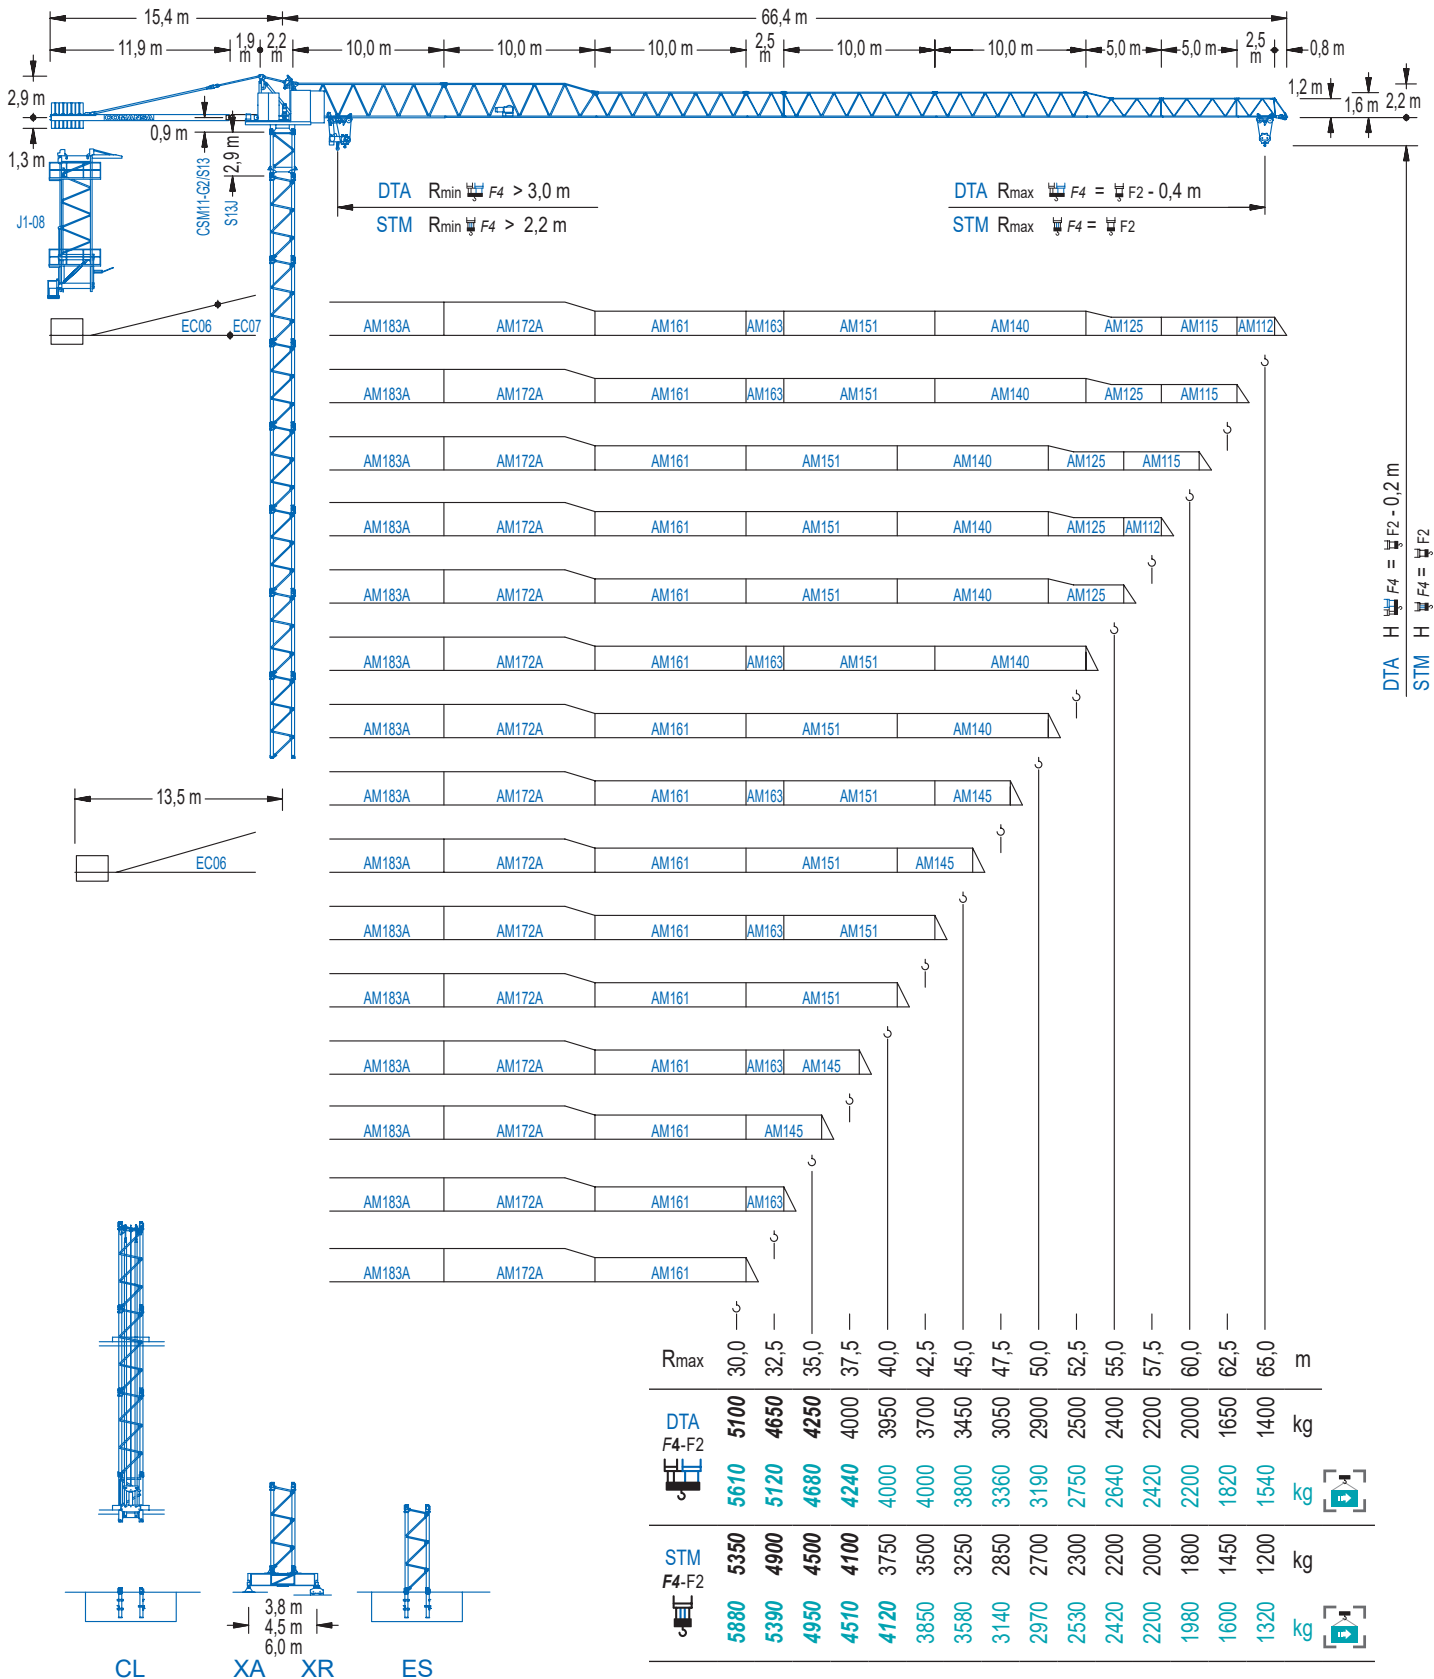 15,4 m 66,4 m
11,9 m 1,9 m 2,2 m 10,0 m 10,0 m 10,0 m 2,5 m 10,0 m 10,0 m 5,0 m 5,0 m 2,5 m 0,8 m
2,9 m 1,2 m 1,6 m 2,2 m
0,9 m
1,3 m 2,9 m
J1-08 CSM11-G2/S13 S13J
DTA Rmin F4 > 3,0 m DTA Rmax F4 = F2 - 0,4 m
STM Rmin F4 > 2,2 m STM Rmax F4 = F2
EC06 EC07 AM183A AM172A AM161 AM163 AM151 AM140 AM125 AM115 AM112
AM183A AM172A AM161 AM163 AM151 AM140 AM125 AM115
AM183A AM172A AM161 AM151 AM140 AM125 AM115
AM183A AM172A AM161 AM151 AM140 AM125 AM112
AM183A AM172A AM161 AM151 AM140 AM125
DTA H F4 = F2 - 0,2 m
STM H F4 = F2
AM183A AM172A AM161 AM163 AM151 AM140
AM183A AM172A AM161 AM151 AM140
13,5 m AM183A AM172A AM161 AM163 AM151 AM145
EC06 AM183A AM172A AM161 AM151 AM145
AM183A AM172A AM161 AM163 AM151
AM183A AM172A AM161 AM151
AM183A AM172A AM161 AM163 AM145
AM183A AM172A AM161 AM145
AM183A AM172A AM161 AM163
AM183A AM172A AM161
Rmax 30,0 32,5 35,0 37,5 40,0 42,5 45,0 47,5 50,0 52,5 55,0 57,5 60,0 62,5 65,0 m
DTA 5100 4650 4250 4000 3950 3700 3450 3050 2900 2500 2400 2200 2000 1650 1400 kg
F4-F2
5610 5120 4680 4240 4000 4000 3800 3360 3190 2750 2640 2420 2200 1820 1540 kg
STM 5350 4900 4500 4100 3750 3500 3250 2850 2700 2300 2200 2000 1800 1450 1200 kg
F4-F2
5880 5390 4950 4510 4120 3850 3580 3140 2970 2530 2420 2200 1980 1600 1320 kg
3,8 m
4,5 m
6,0 m
CL XA XR ES